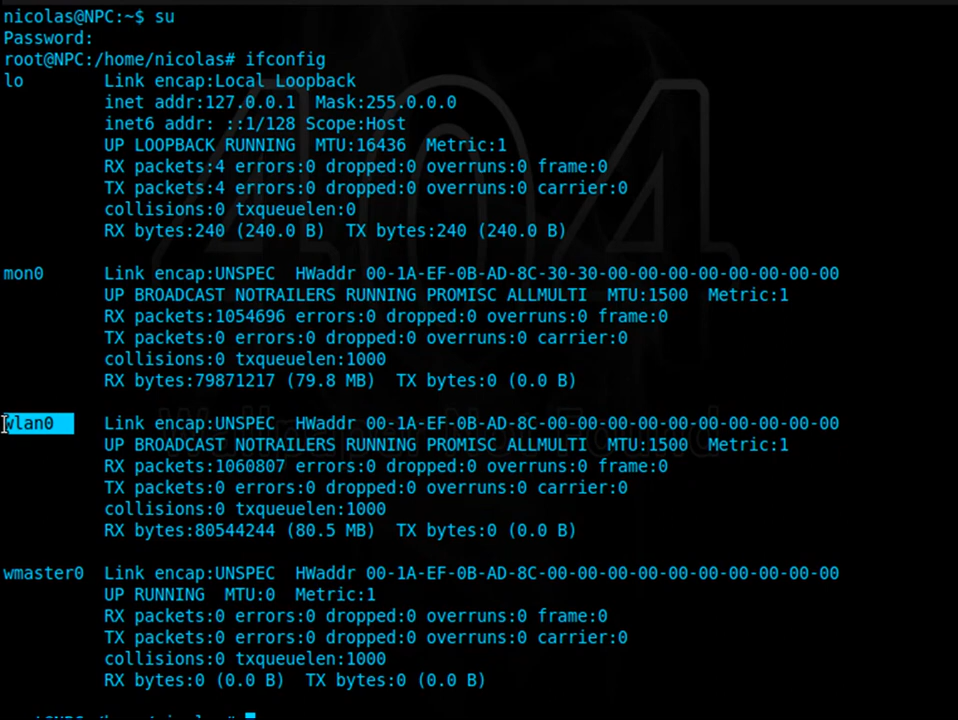 nicolas@NPC:~$ su
Password:
root@NPC:/home/nicolas# ifconfig
lo Link encap:Local Loopback
inet addr:127.0.0.1 Mask:255.0.0.0
inet6 addr: ::1/128 Scope:Host
UP LOOPBACK RUNNING MTU:16436 Metric:1
RX packets:4 errors:0 dropped:0 overruns:0 frame:0
TX packets:4 errors:0 dropped:0 overruns:0 carrier:0
collisions:0 txqueuelen:0
RX bytes:240 (240.0 B) TX bytes:240 (240.0 B)
mon0 Link encap:UNSPEC HWaddr 00-1A-EF-0B-AD-8C-30-30-00-00-00-00-00-00-00-00
UP BROADCAST NOTRAILERS RUNNING PROMISC ALLMULTI MTU:1500 Metric:1
RX packets:1054696 errors:0 dropped:0 overruns:0 frame:0
TX packets:0 errors:0 dropped:0 overruns:0 carrier:0
collisions:0 txqueuelen:1000
RX bytes:79871217 (79.8 MB) TX bytes:0 (0.0 B)
wlan0 Link encap:UNSPEC HWaddr 00-1A-EF-0B-AD-8C-00-00-00-00-00-00-00-00-00-00
UP BROADCAST NOTRAILERS RUNNING PROMISC ALLMULTI MTU:1500 Metric:1
RX packets:1060807 errors:0 dropped:0 overruns:0 frame:0
TX packets:0 errors:0 dropped:0 overruns:0 carrier:0
collisions:0 txqueuelen:1000
RX bytes:80544244 (80.5 MB) TX bytes:0 (0.0 B)
wmaster0 Link encap:UNSPEC HWaddr 00-1A-EF-0B-AD-8C-00-00-00-00-00-00-00-00-00-00
UP RUNNING MTU:0 Metric:1
RX packets:0 errors:0 dropped:0 overruns:0 frame:0
TX packets:0 errors:0 dropped:0 overruns:0 carrier:0
collisions:0 txqueuelen:1000
RX bytes:0 (0.0 B) TX bytes:0 (0.0 B)
404